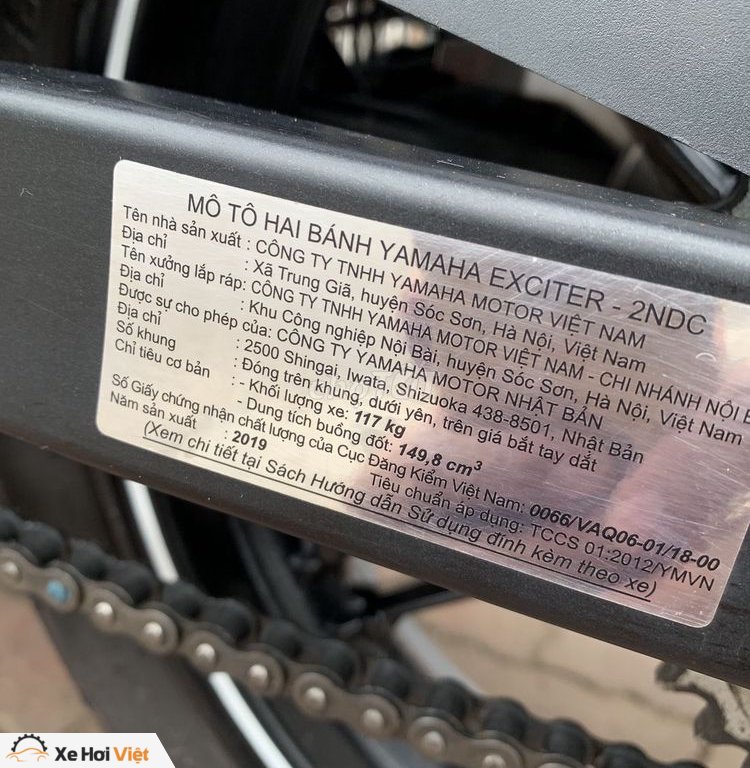 MÔ TÔ HAI BÁNH YAMAHA EXCITER - 2NDC
Tên nhà sản xuất : CÔNG TY TNHH YAMAHA MOTOR VIỆT NAM
Địa chỉ : Xã Trung Giã, huyện Sóc Sơn, Hà Nội, Việt Nam
Tên xưởng lắp ráp: CÔNG TY TNHH YAMAHA MOTOR VIỆT NAM - CHI NHÁNH NỘI
Địa chỉ : Khu Công nghiệp Nội Bài, huyện Sóc Sơn, Hà Nội, Việt Nam
Được sự cho phép của: CÔNG TY YAMAHA MOTOR NHẬT BẢN
Địa chỉ : 2500 Shingai, Iwata, Shizuoka 438-8501, Nhật Bản
Số khung : Đóng trên khung, dưới yên, trên giá bắt tay dắt
Chỉ tiêu cơ bản : - Khối lượng xe: 117 kg
- Dung tích buồng đốt: 149,8 cm³
Số Giấy chứng nhận chất lượng của Cục Đăng Kiểm Việt Nam: 0066/VAQ06-01/18-00
Năm sản xuất : 2019 Tiêu chuẩn áp dụng: TCCS 01:2012/YMVN
(Xem chi tiết tại Sách Hướng dẫn Sử dụng đính kèm theo xe)
Xe Hơi Việt